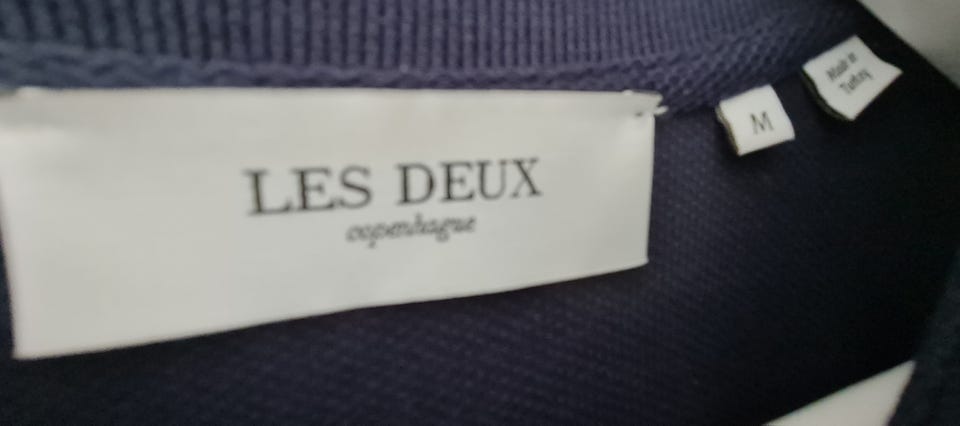 LES DEUX
copenhague
M
Made in
Turkey